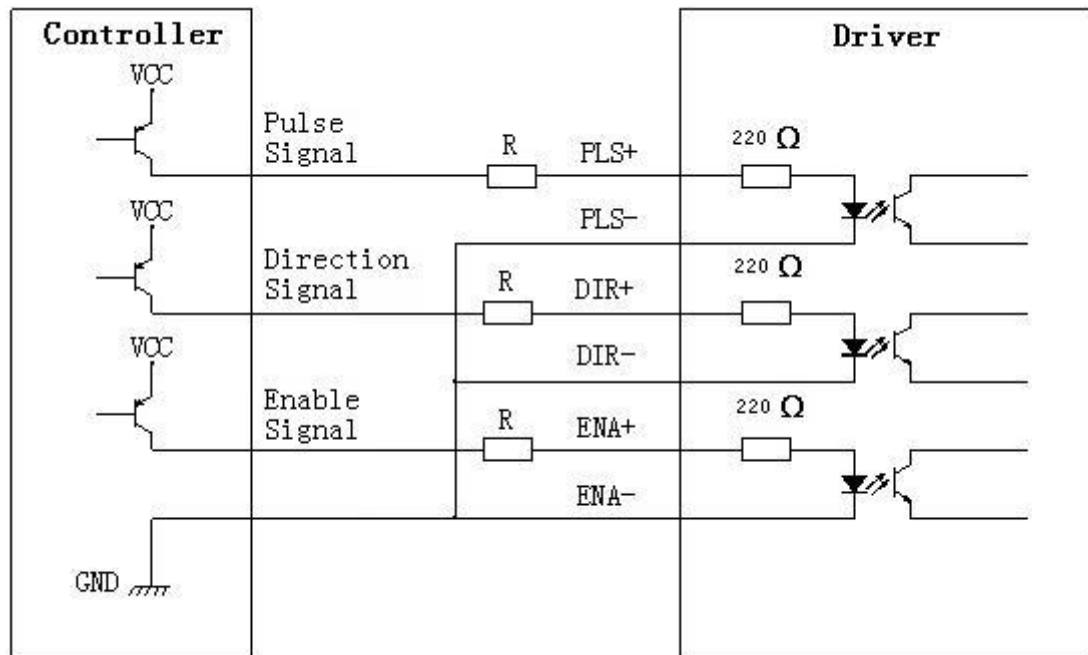 Controller
Driver
VCC
Pulse
Signal
R
PLS+
220 Ω
PLS-
VCC
Direction
Signal
R
DIR+
220 Ω
DIR-
VCC
Enable
Signal
R
ENA+
220 Ω
ENA-
GND